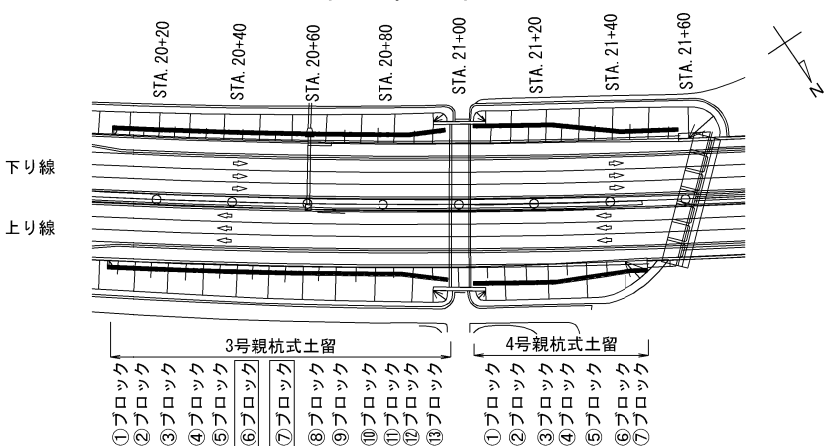 STA. 20+20
STA. 20+40
STA. 20+60
STA. 20+80
STA. 21+00
STA. 21+20
STA. 21+40
STA. 21+60
N
下り線
上り線
3号親杭式土留
4号親杭式土留
①ブロック
②ブロック
③ブロック
④ブロック
⑤ブロック
⑥ブロック
⑦ブロック
⑧ブロック
⑨ブロック
⑩ブロック
⑪ブロック
⑫ブロック
⑬ブロック
①ブロック
②ブロック
③ブロック
④ブロック
⑤ブロック
⑥ブロック
⑦ブロック